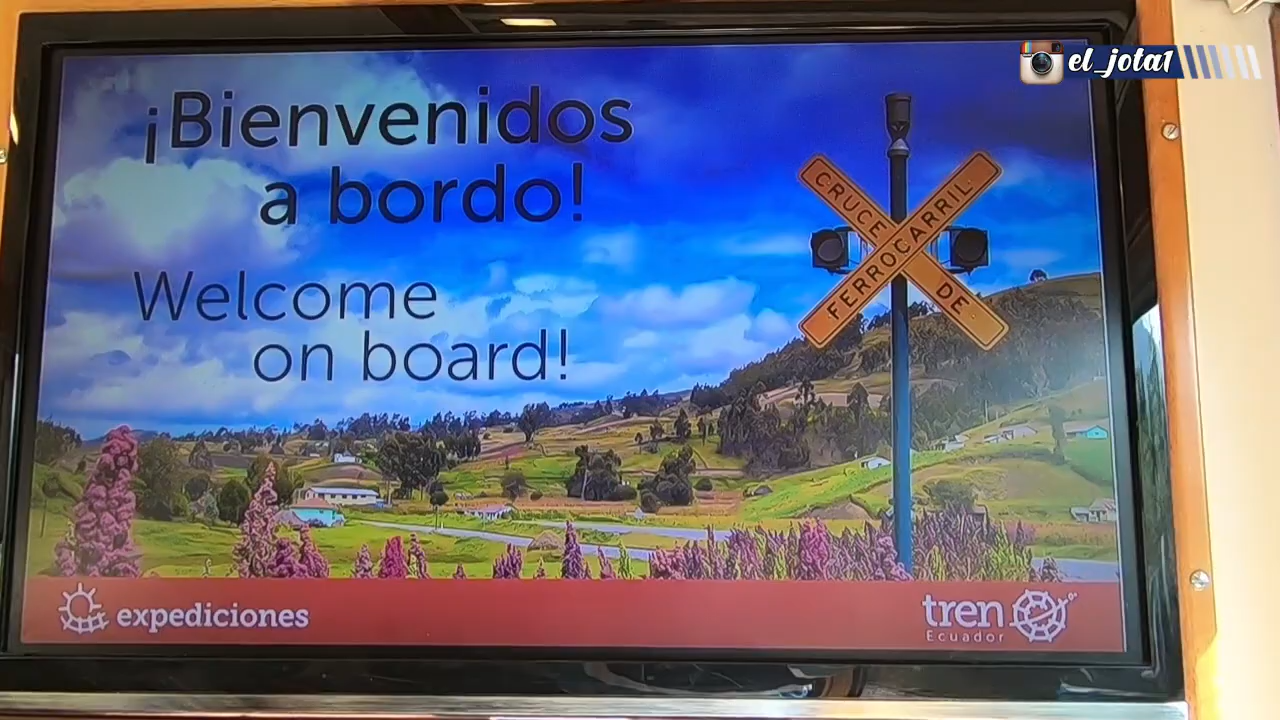 el_jota1
¡Bienvenidos
a bordo!
Welcome
on board!
CRUCE DE
FERROCARRIL
expediciones
tren
Ecuador